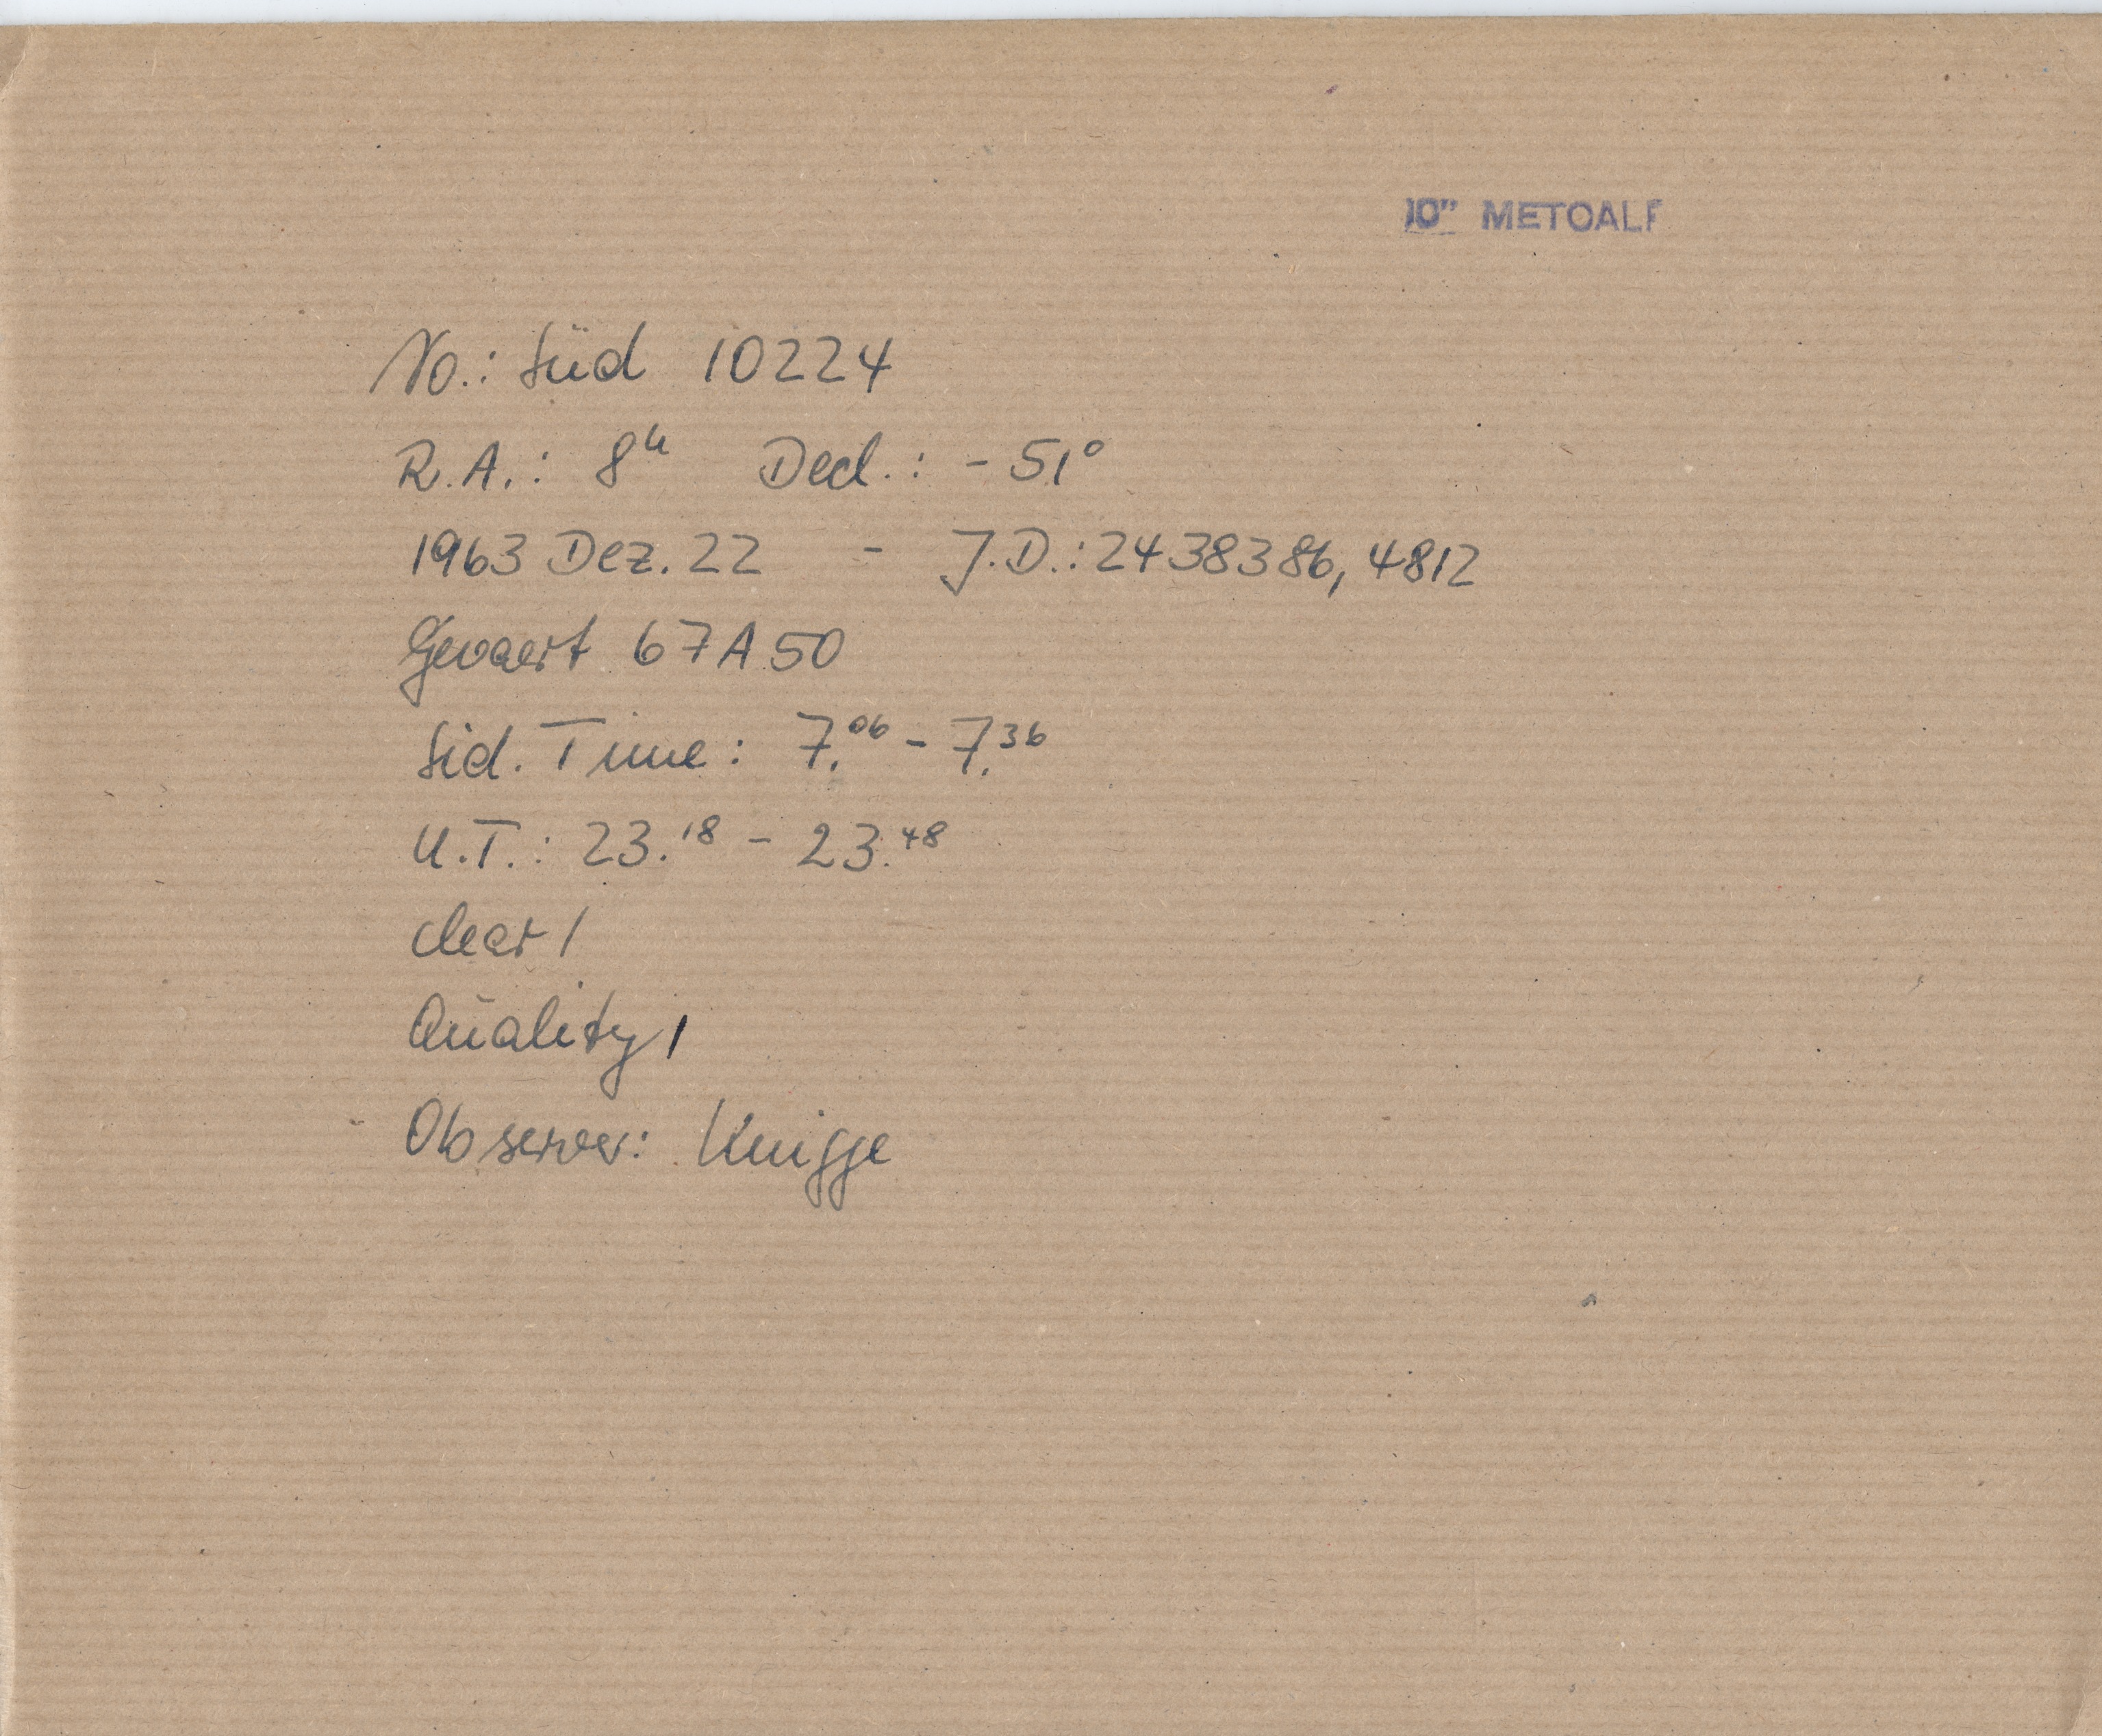 10" METOALF
No.: Süd 10224
R.A.: 8h Decl.: - 51°
1963 Dez. 22 - J.D.: 2438386,4812
Gevaert 67A50
Sid. Time: 7.06 - 7.36
U.T.: 23.18 - 23.48
clear 1
Quality 1
Observer: Knigge